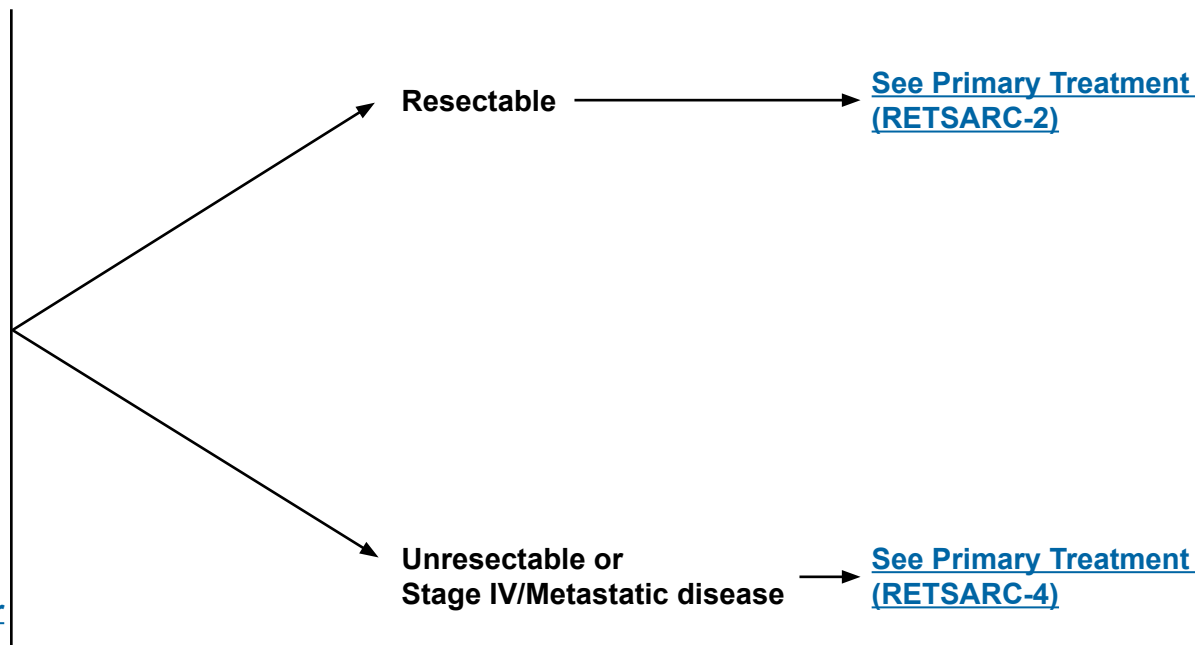 Resectable
See Primary Treatment
(RETSARC-2)
Unresectable or
Stage IV/Metastatic disease
See Primary Treatment
(RETSARC-4)
r